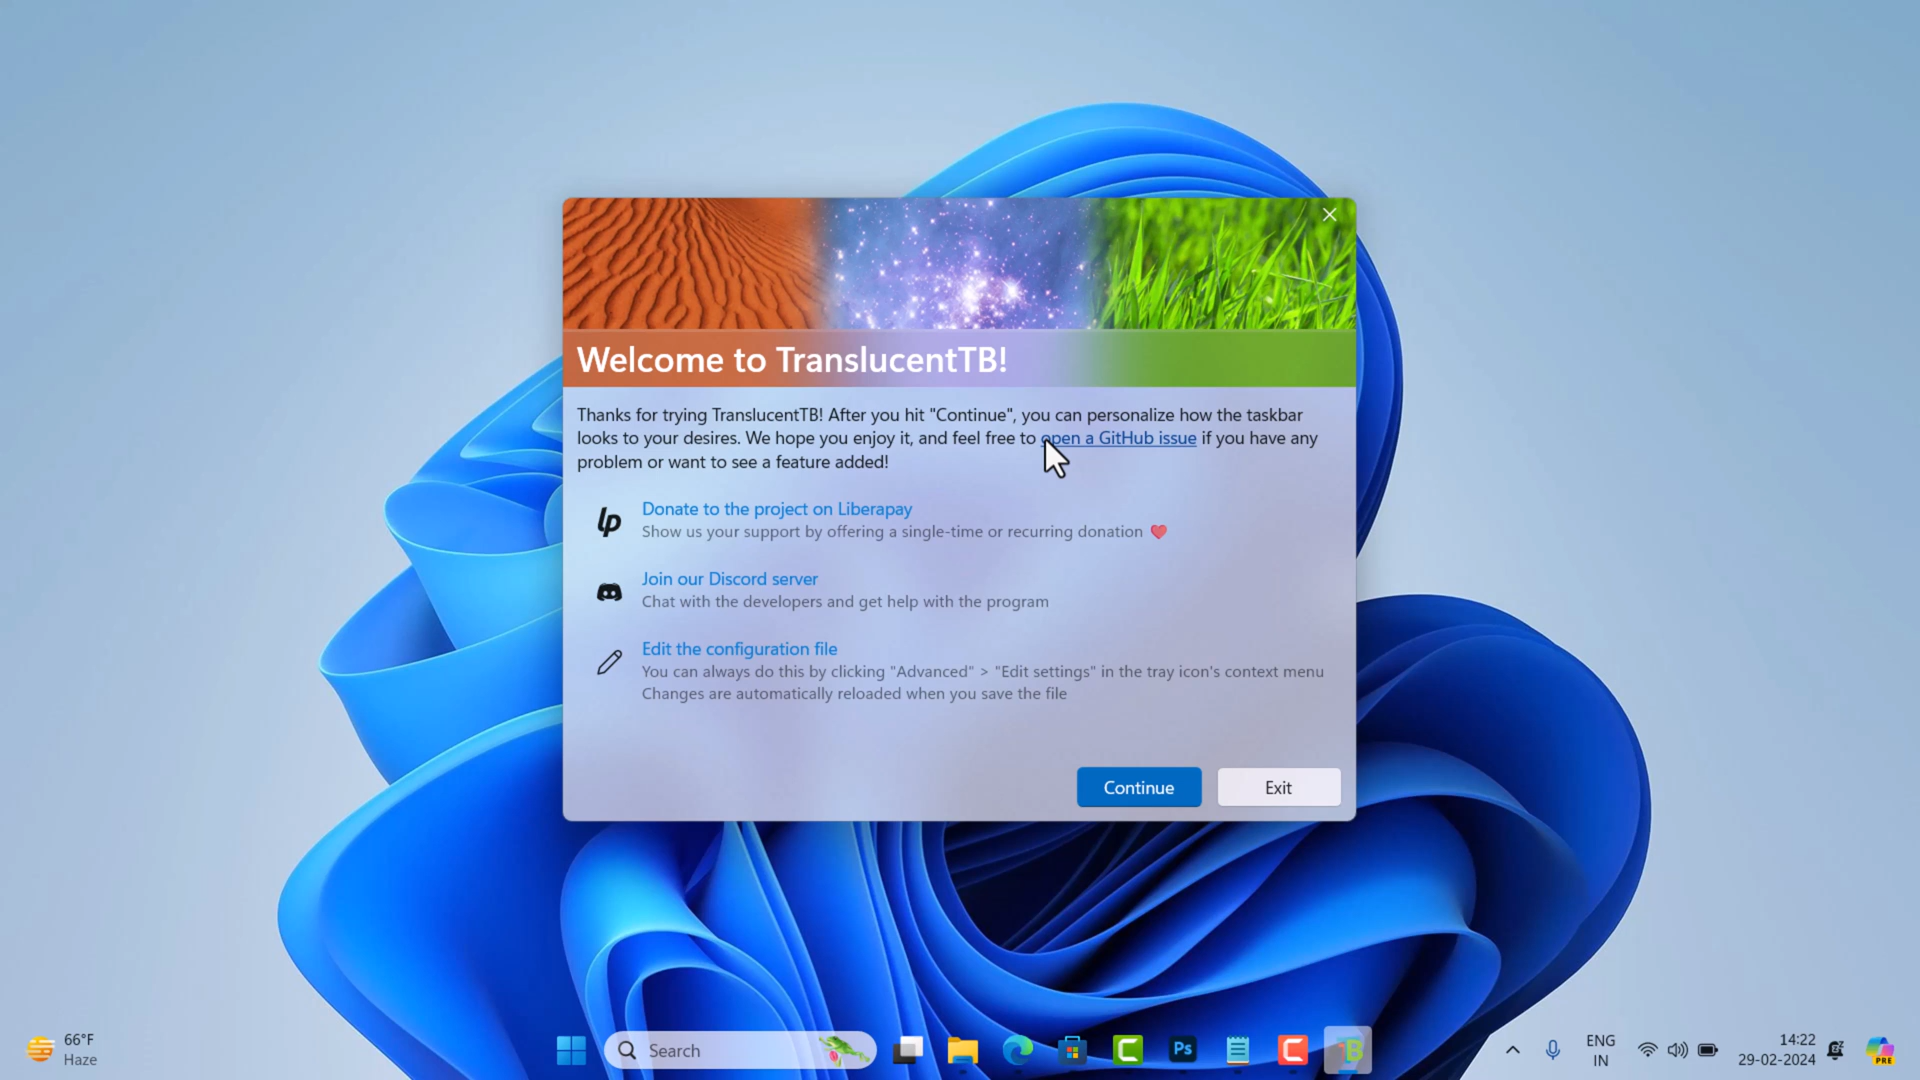 Welcome to TranslucentTB!
Thanks for trying TranslucentTB! After you hit "Continue", you can personalize how the taskbar
looks to your desires. We hope you enjoy it, and feel free to open a GitHub issue if you have any
problem or want to see a feature added!
lp
Donate to the project on Liberapay
Show us your support by offering a single-time or recurring donation ❤
Join our Discord server
Chat with the developers and get help with the program
Edit the configuration file
You can always do this by clicking "Advanced" > "Edit settings" in the tray icon's context menu
Changes are automatically reloaded when you save the file
Continue
Exit
66°F
Haze
Search
Ps
ENG
IN
14:22
29-02-2024
PRE